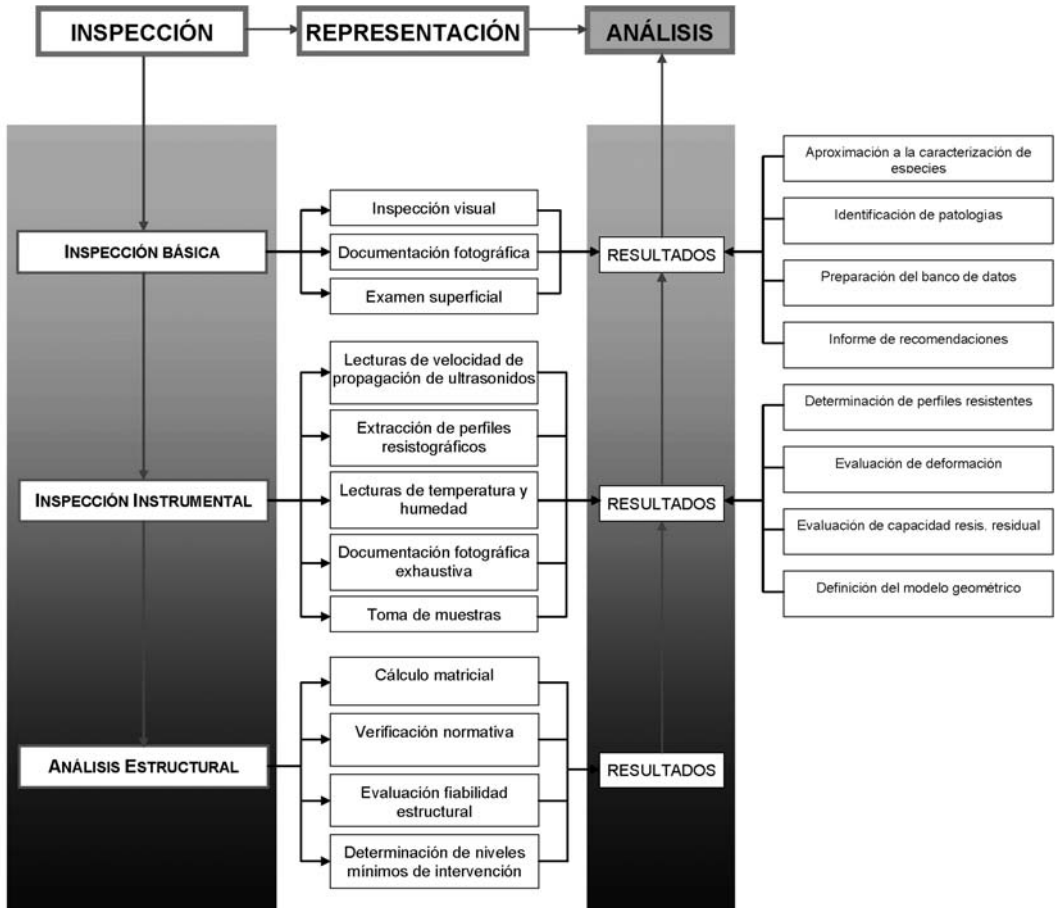 INSPECCIÓN
REPRESENTACIÓN
ANÁLISIS
INSPECCIÓN BÁSICA
Inspección visual
Documentación fotográfica
Examen superficial
RESULTADOS
Aproximación a la caracterización de
especies
Identificación de patologías
Preparación del banco de datos
Informe de recomendaciones
INSPECCIÓN INSTRUMENTAL
Lecturas de velocidad de
propagación de ultrasonidos
Extracción de perfiles
resistográficos
Lecturas de temperatura y
humedad
Documentación fotográfica
exhaustiva
Toma de muestras
RESULTADOS
Determinación de perfiles resistentes
Evaluación de deformación
Evaluación de capacidad resis. residual
Definición del modelo geométrico
ANÁLISIS ESTRUCTURAL
Cálculo matricial
Verificación normativa
Evaluación fiabilidad
estructural
Determinación de niveles
mínimos de intervención
RESULTADOS